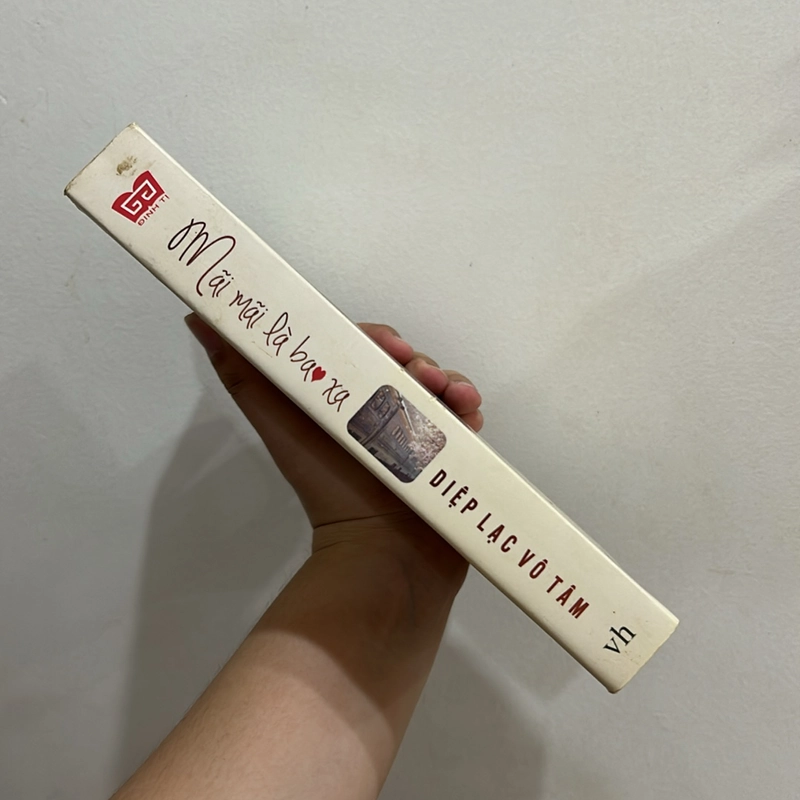 ĐINH TỊ
Mãi mãi là bao xa
DIỆP LẠC VÔ TÂM
vh